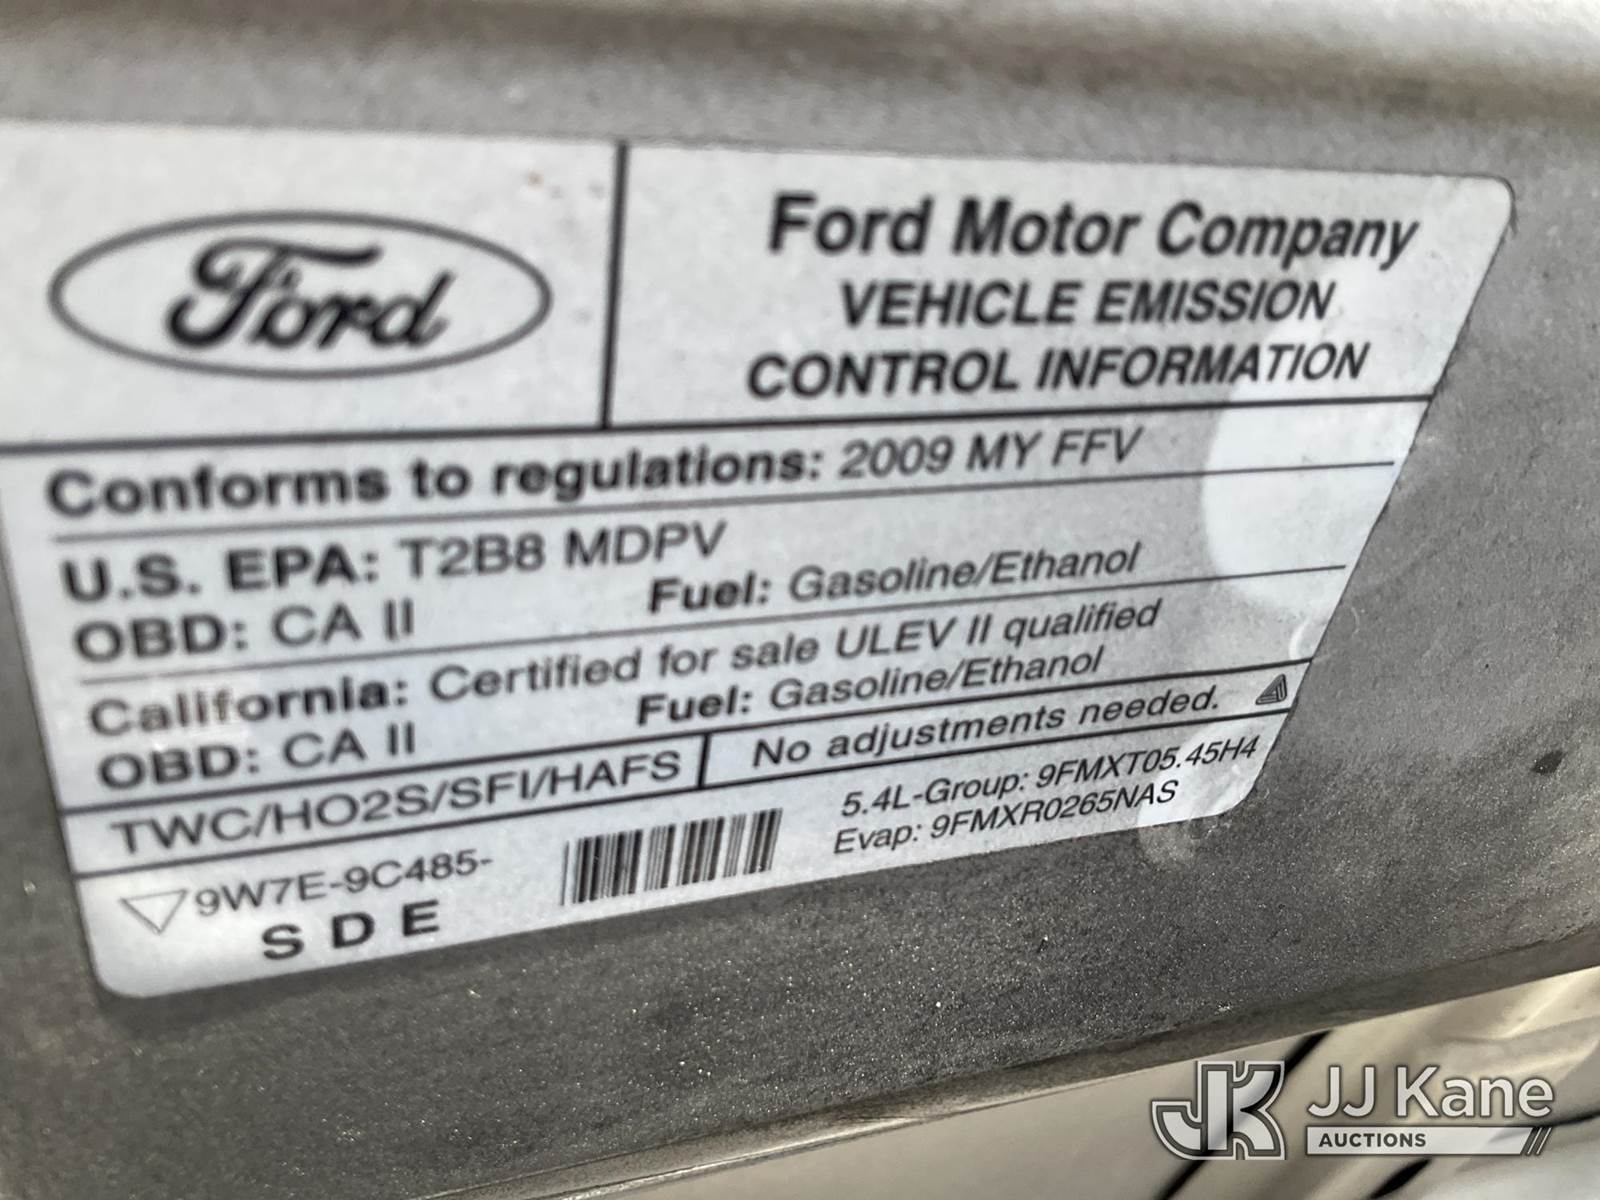 Ford
Ford Motor Company
VEHICLE EMISSION
CONTROL INFORMATION
Conforms to regulations: 2009 MY FFV
U.S. EPA: T2B8 MDPV
OBD: CA II Fuel: Gasoline/Ethanol
California: Certified for sale ULEV II qualified
OBD: CA II Fuel: Gasoline/Ethanol
TWC/HO2S/SFI/HAFS No adjustments needed.
9W7E-9C485-
S D E
5.4L-Group: 9FMXT05.45H4
Evap: 9FMXR0265NAS
JK JJ Kane
AUCTIONS